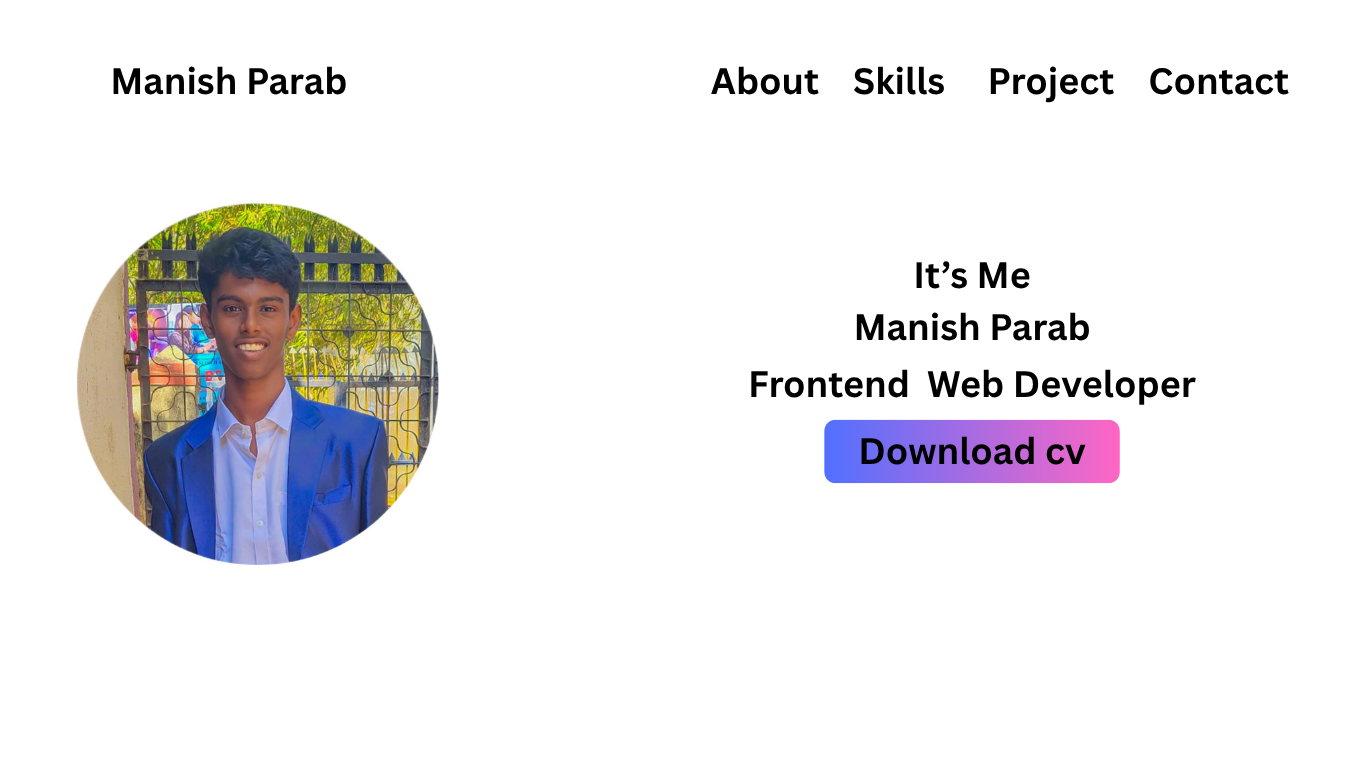 Manish Parab
About Skills Project Contact
It’s Me
Manish Parab
Frontend Web Developer
Download cv